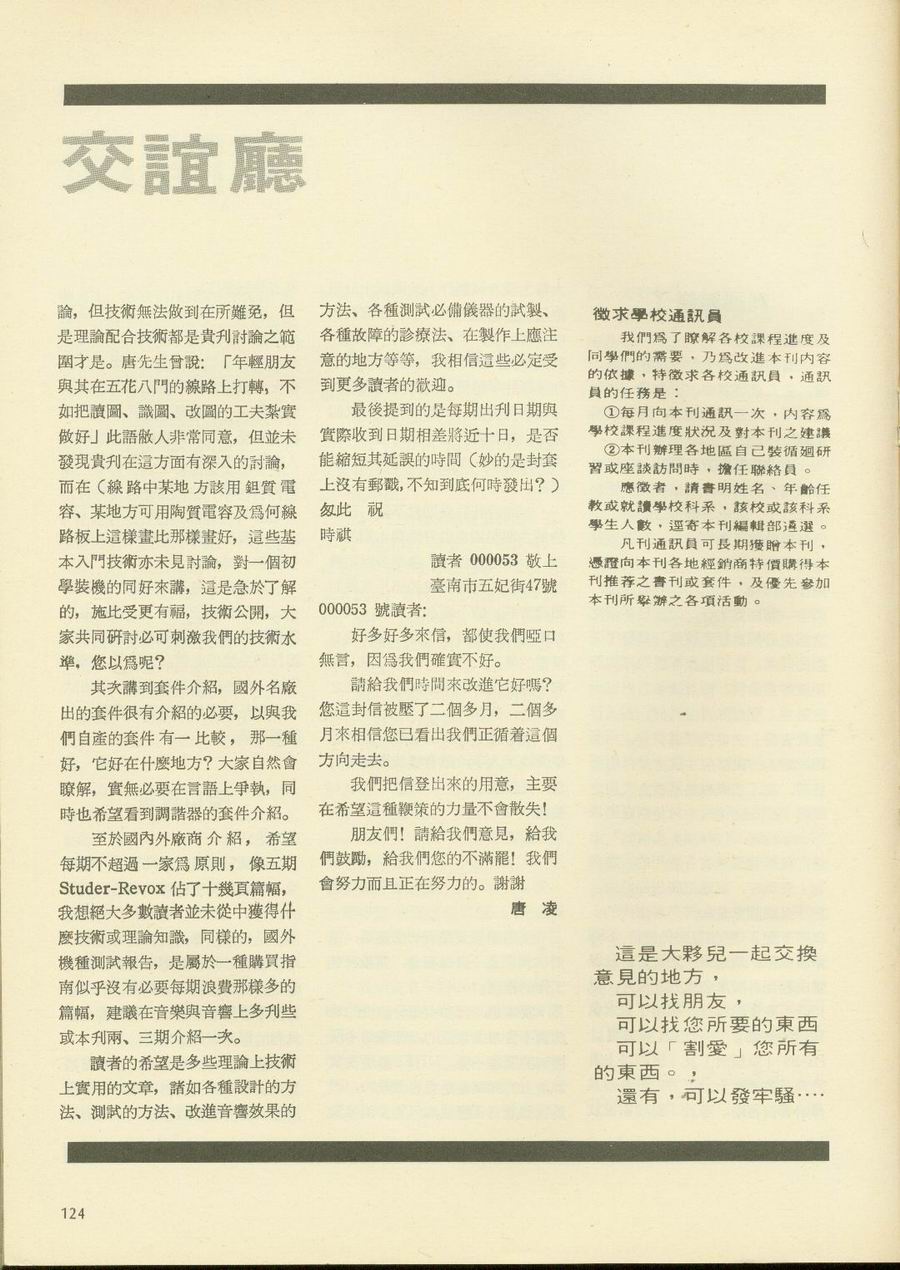 交誼廳
論，但技術無法做到在所難免，但
是理論配合技術都是貴刋討論之範
圍才是。唐先生曾說：「年輕朋友
與其在五花八門的線路上打轉，不
如把讀圖、識圖、改圖的工夫紮實
做好」此語敝人非常同意，但並未
發現貴刋在這方面有深入的討論，
而在（線路中某地方該用鉭質電
容、某地方可用陶質電容及爲何線
路板上這樣畫比那樣畫好，這些基
本入門技術亦未見討論，對一個初
學裝機的同好來講，這是急於了解
的，施比受更有福，技術公開，大
家共同硏討必可刺激我們的技術水
準，您以爲呢？
其次講到套件介紹，國外名廠
出的套件很有介紹的必要，以與我
們自產的套件有一比較，那一種
好，它好在什麼地方？大家自然會
瞭解，實無必要在言語上爭執，同
時也希望看到調諧器的套件介紹。
至於國內外廠商介紹，希望
每期不超過一家爲原則，像五期
Studer-Revox 佔了十幾頁篇幅，
我想絕大多數讀者並未從中獲得什
麼技術或理論知識，同樣的，國外
機種測試報告，是屬於一種購買指
南似乎沒有必要每期浪費那樣多的
篇幅，建議在音樂與音響上多刋些
或本刋兩、三期介紹一次。
讀者的希望是多些理論上技術
上實用的文章，諸如各種設計的方
法、測試的方法、改進音響效果的
方法、各種測試必備儀器的試製、
各種故障的診療法、在製作上應注
意的地方等等，我相信這些必定受
到更多讀者的歡迎。
最後提到的是每期出刋日期與
實際收到日期相差將近十日，是否
能縮短其延誤的時間（妙的是封套
上沒有郵戳，不知到底何時發出？）
匆此　祝
時祺
讀者 000053 敬上
臺南市五妃街47號
000053 號讀者：
好多好多來信，都使我們啞口
無言，因爲我們確實不好。
請給我們時間來改進它好嗎？
您這封信被壓了二個多月，二個多
月來相信您已看出我們正循着這個
方向走去。
我們把信登出來的用意，主要
在希望這種鞭策的力量不會散失！
朋友們！請給我們意見，給我
們鼓勵，給我們您的不滿罷！我們
會努力而且正在努力的。謝謝
唐　凌
徵求學校通訊員
我們爲了瞭解各校課程進度及
同學們的需要，乃爲改進本刊內容
的依據，特徵求各校通訊員，通訊
員的任務是：
①每月向本刊通訊一次，內容爲
學校課程進度狀況及對本刊之建議
②本刊辦理各地區自己裝循廻研
習或座談訪問時，擔任聯絡員。
應徵者，請書明姓名、年齡任
敎或就讀學校科系，該校或該科系
學生人數，逕寄本刊編輯部遴選。
凡刊通訊員可長期獲贈本刊，
憑證向本刊各地經銷商特價購得本
刊推荐之書刊或套件，及優先參加
本刊所舉辦之各項活動。
這是大夥兒一起交換
意見的地方，
可以找朋友，
可以找您所要的東西
可以「割愛」您所有
的東西。，
還有，可以發牢騷····
124